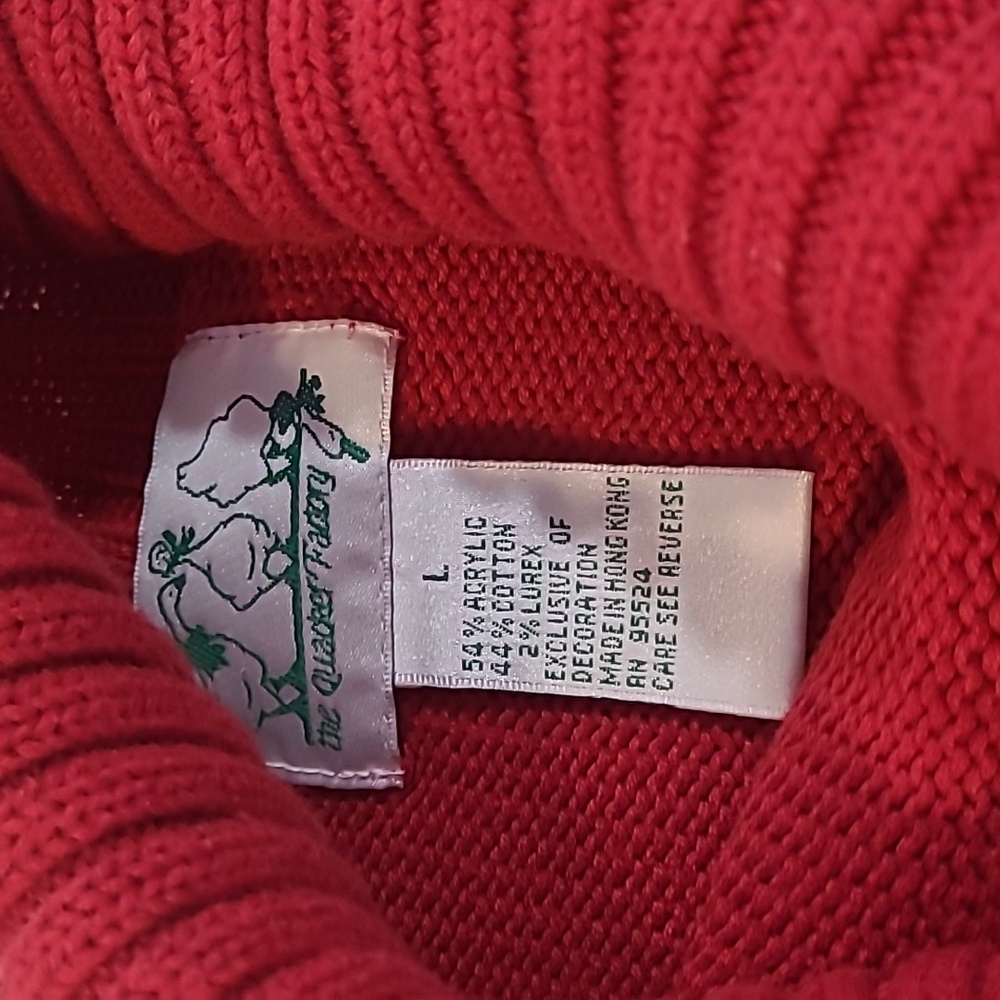 the Quacker Factory
L
54% ACRYLIC
44% COTTON
2% LUREX
EXCLUSIVE OF
DECORATION
MADE IN HONG KONG
RN 95524
CARE SEE REVERSE